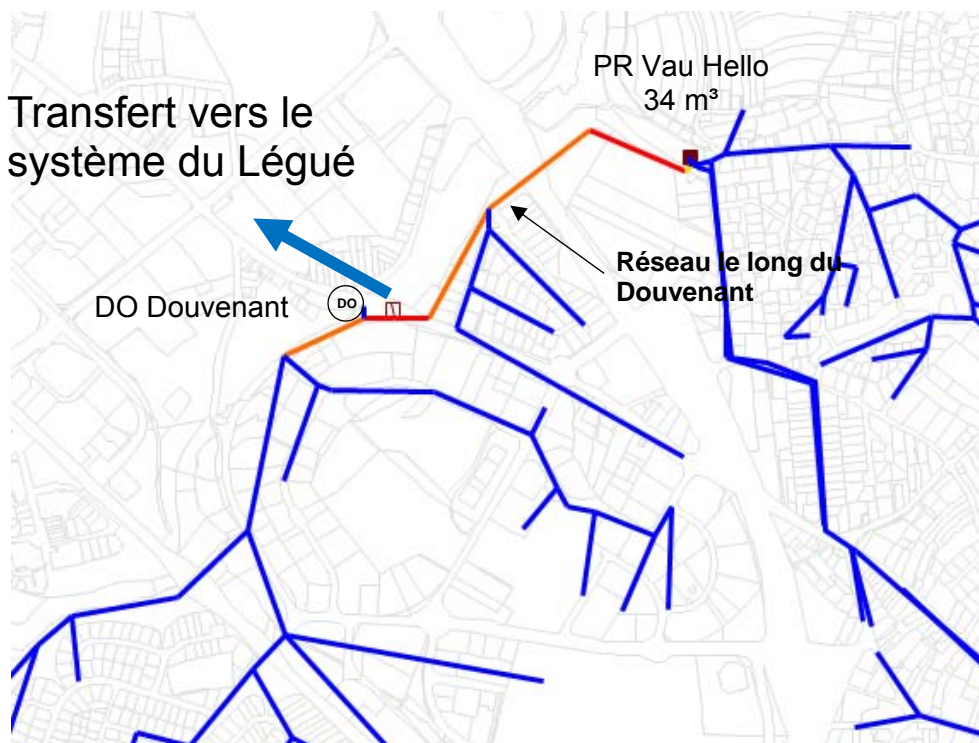 PR Vau Hello
34 m³
Transfert vers le
système du Légué
Réseau le long du
Douvenant
DO Douvenant
DO